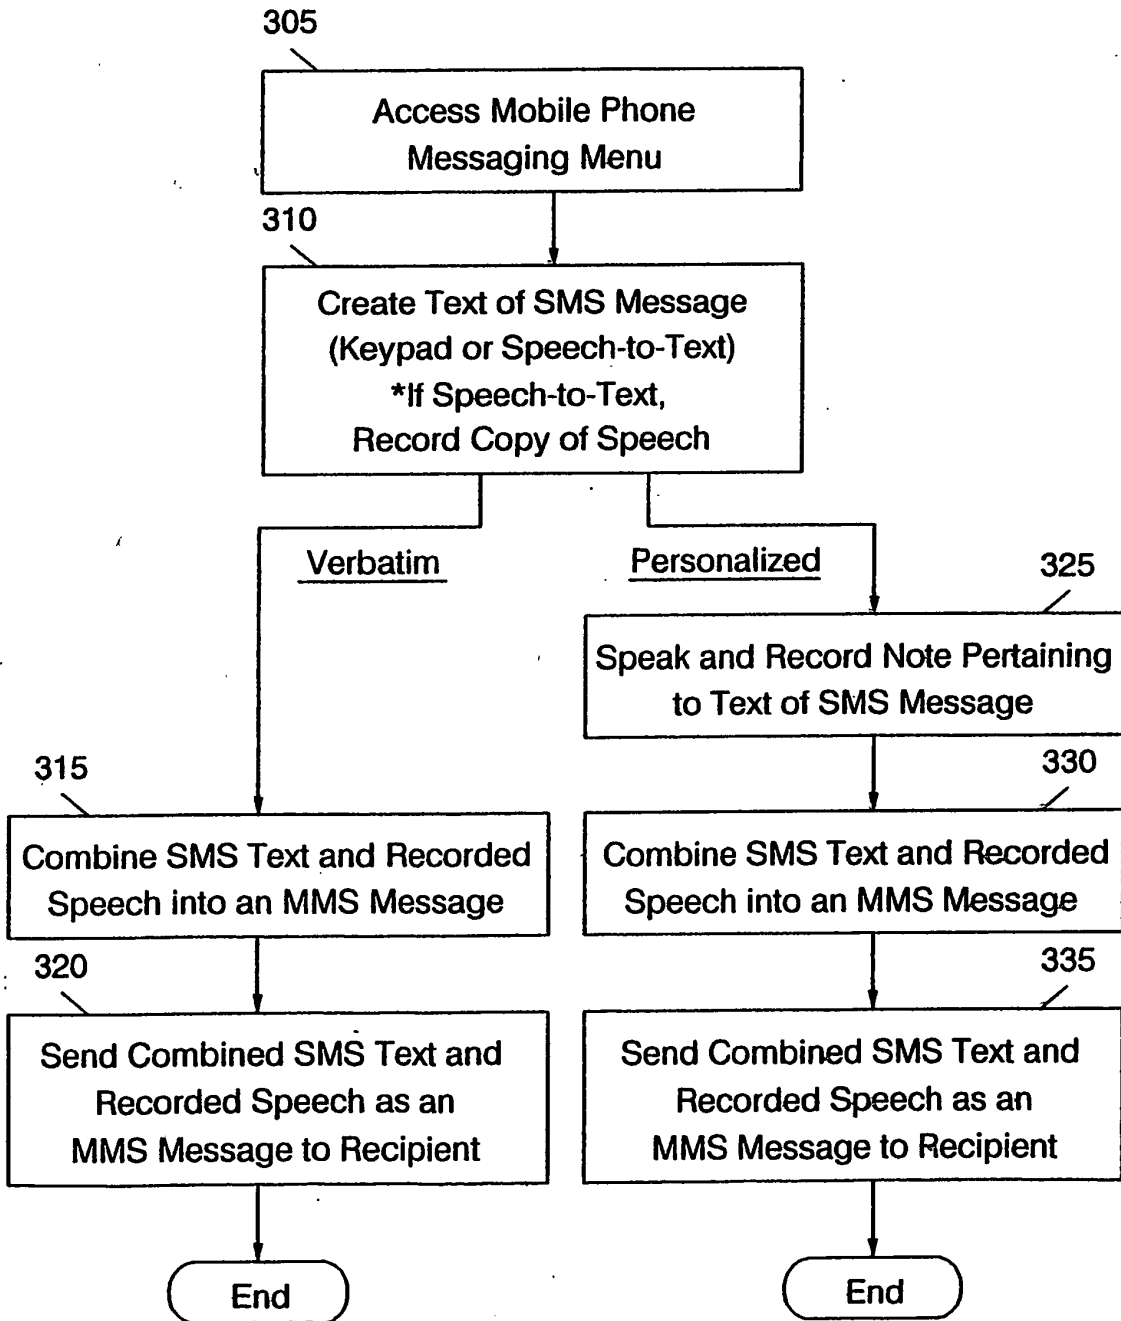 305
Access Mobile Phone
Messaging Menu
310
Create Text of SMS Message
(Keypad or Speech-to-Text)
*If Speech-to-Text,
Record Copy of Speech
Verbatim
Personalized
325
Speak and Record Note Pertaining
to Text of SMS Message
315
Combine SMS Text and Recorded
Speech into an MMS Message
330
Combine SMS Text and Recorded
Speech into an MMS Message
320
Send Combined SMS Text and
Recorded Speech as an
MMS Message to Recipient
335
Send Combined SMS Text and
Recorded Speech as an
MMS Message to Recipient
End
End